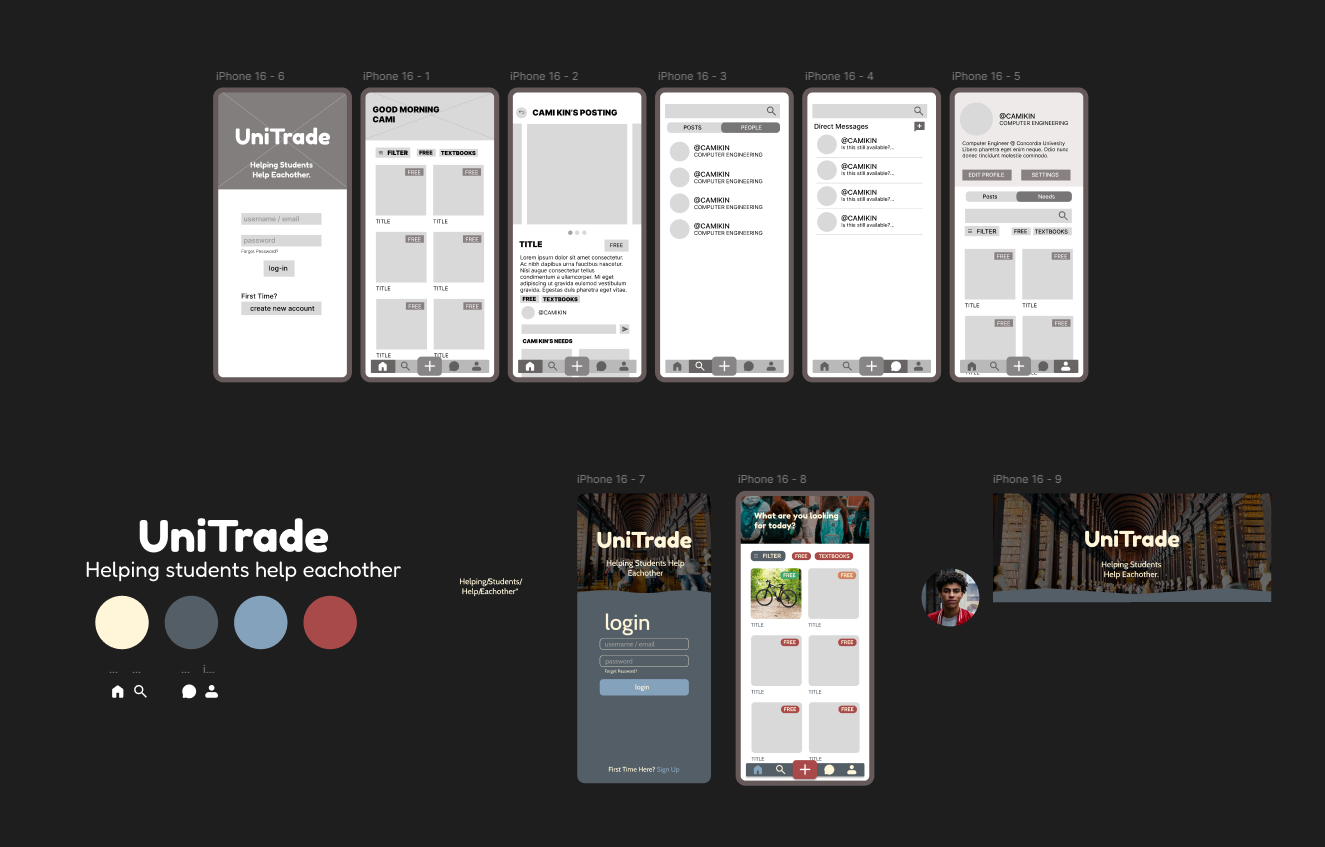 iPhone 16 - 6
UniTrade
Helping Students
Help Eachother.
username / email
password
Forgot Password?
log-in
First Time?
create new account
iPhone 16 - 1
GOOD MORNING
CAMI
FILTER FREE TEXTBOOKS
FREE FREE
TITLE TITLE
FREE FREE
TITLE TITLE
FREE FREE
TITLE TITLE
iPhone 16 - 2
CAMI KIN'S POSTING
TITLE FREE
Lorem ipsum dolor sit amet consectetur.
Ac nibh dapibus urna faucibus nascetur.
Nisi augue consectetur tellus
condimentum a ullamcorper. Mi eget
adipiscing ut gravida euismod vestibulum
gravida. Egestas duis pharetra eget vitae.
FREE TEXTBOOKS
@CAMIKIN
CAMI KIN'S NEEDS
iPhone 16 - 3
POSTS PEOPLE
@CAMIKIN
COMPUTER ENGINEERING
@CAMIKIN
COMPUTER ENGINEERING
@CAMIKIN
COMPUTER ENGINEERING
@CAMIKIN
COMPUTER ENGINEERING
iPhone 16 - 4
Direct Messages
@CAMIKIN
Is this still available?...
@CAMIKIN
Is this still available?...
@CAMIKIN
Is this still available?...
@CAMIKIN
Is this still available?...
iPhone 16 - 5
@CAMIKIN
COMPUTER ENGINEERING
Computer Engineer @ Concordia University
Libero pharetra eget enim neque. Odio nunc
donec tincidunt molestie commodo.
EDIT PROFILE SETTINGS
Posts Needs
FILTER FREE TEXTBOOKS
FREE FREE
TITLE TITLE
FREE FREE
UniTrade
Helping students help eachother
... ... ... i...
Helping/Students/
Help/Eachother"
iPhone 16 - 7
UniTrade
Helping Students Help
Eachother
login
username / email
password
Forgot Password?
login
First Time Here? Sign Up
iPhone 16 - 8
What are you looking
for today?
FILTER FREE TEXTBOOKS
FREE FREE
TITLE TITLE
FREE FREE
TITLE TITLE
FREE FREE
TITLE TITLE
iPhone 16 - 9
UniTrade
Helping Students
Help Eachother.